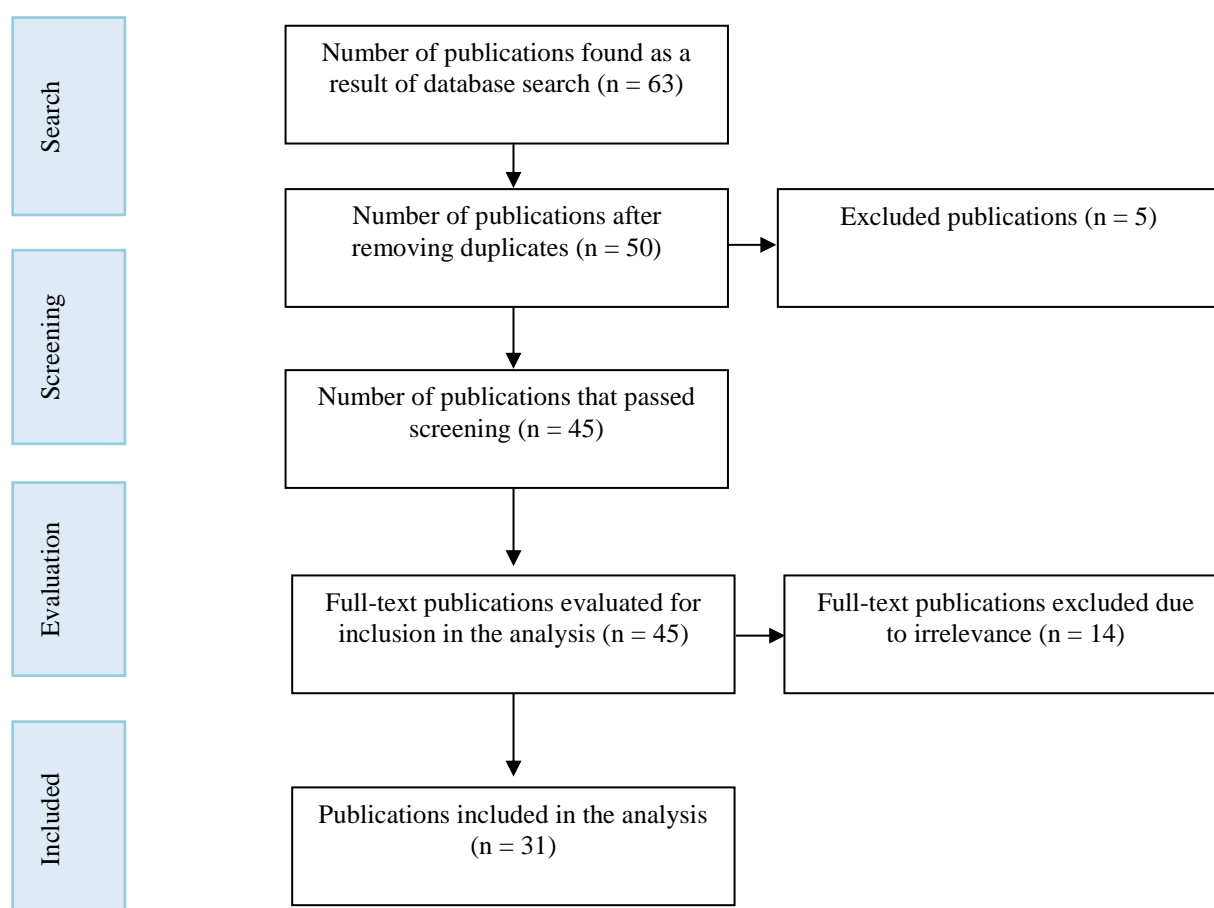 Search
Number of publications found as a
result of database search (n = 63)
Number of publications after
removing duplicates (n = 50)
Excluded publications (n = 5)
Screening
Number of publications that passed
screening (n = 45)
Evaluation
Full-text publications evaluated for
inclusion in the analysis (n = 45)
Full-text publications excluded due
to irrelevance (n = 14)
Included
Publications included in the analysis
(n = 31)